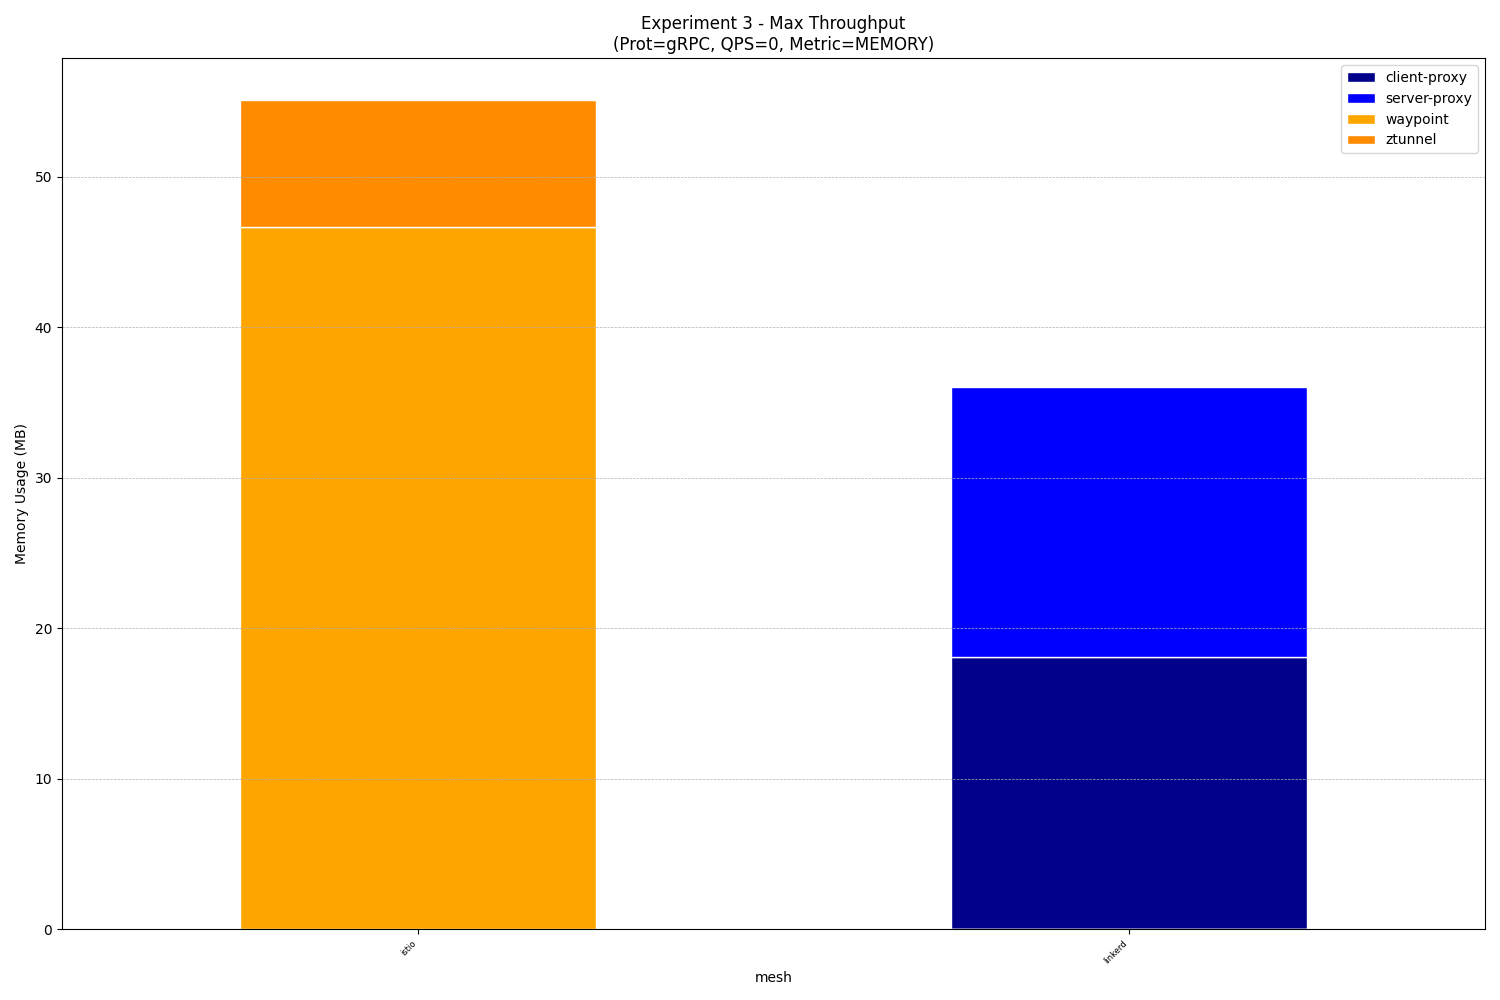 Experiment 3 - Max Throughput
(Prot=gRPC, QPS=0, Metric=MEMORY)
client-proxy
server-proxy
waypoint
ztunnel
Memory Usage (MB)
50
40
30
20
10
0
istio
linkerd
mesh